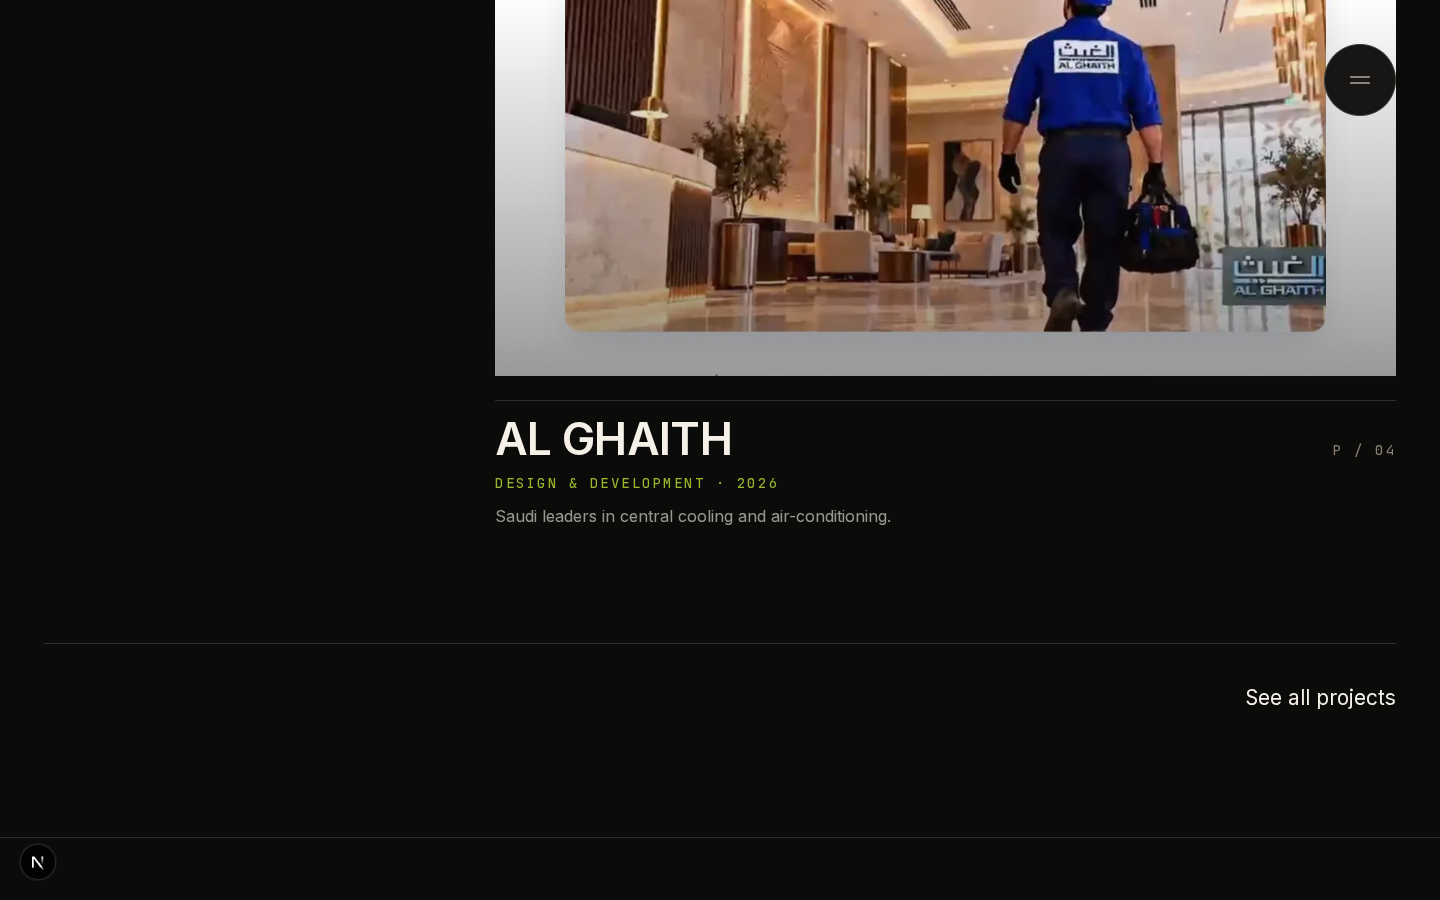 الغيث
AL GHAITH
الغيث
AL GHAITH
AL GHAITH
P / 04
DESIGN & DEVELOPMENT · 2026
Saudi leaders in central cooling and air-conditioning.
See all projects
N